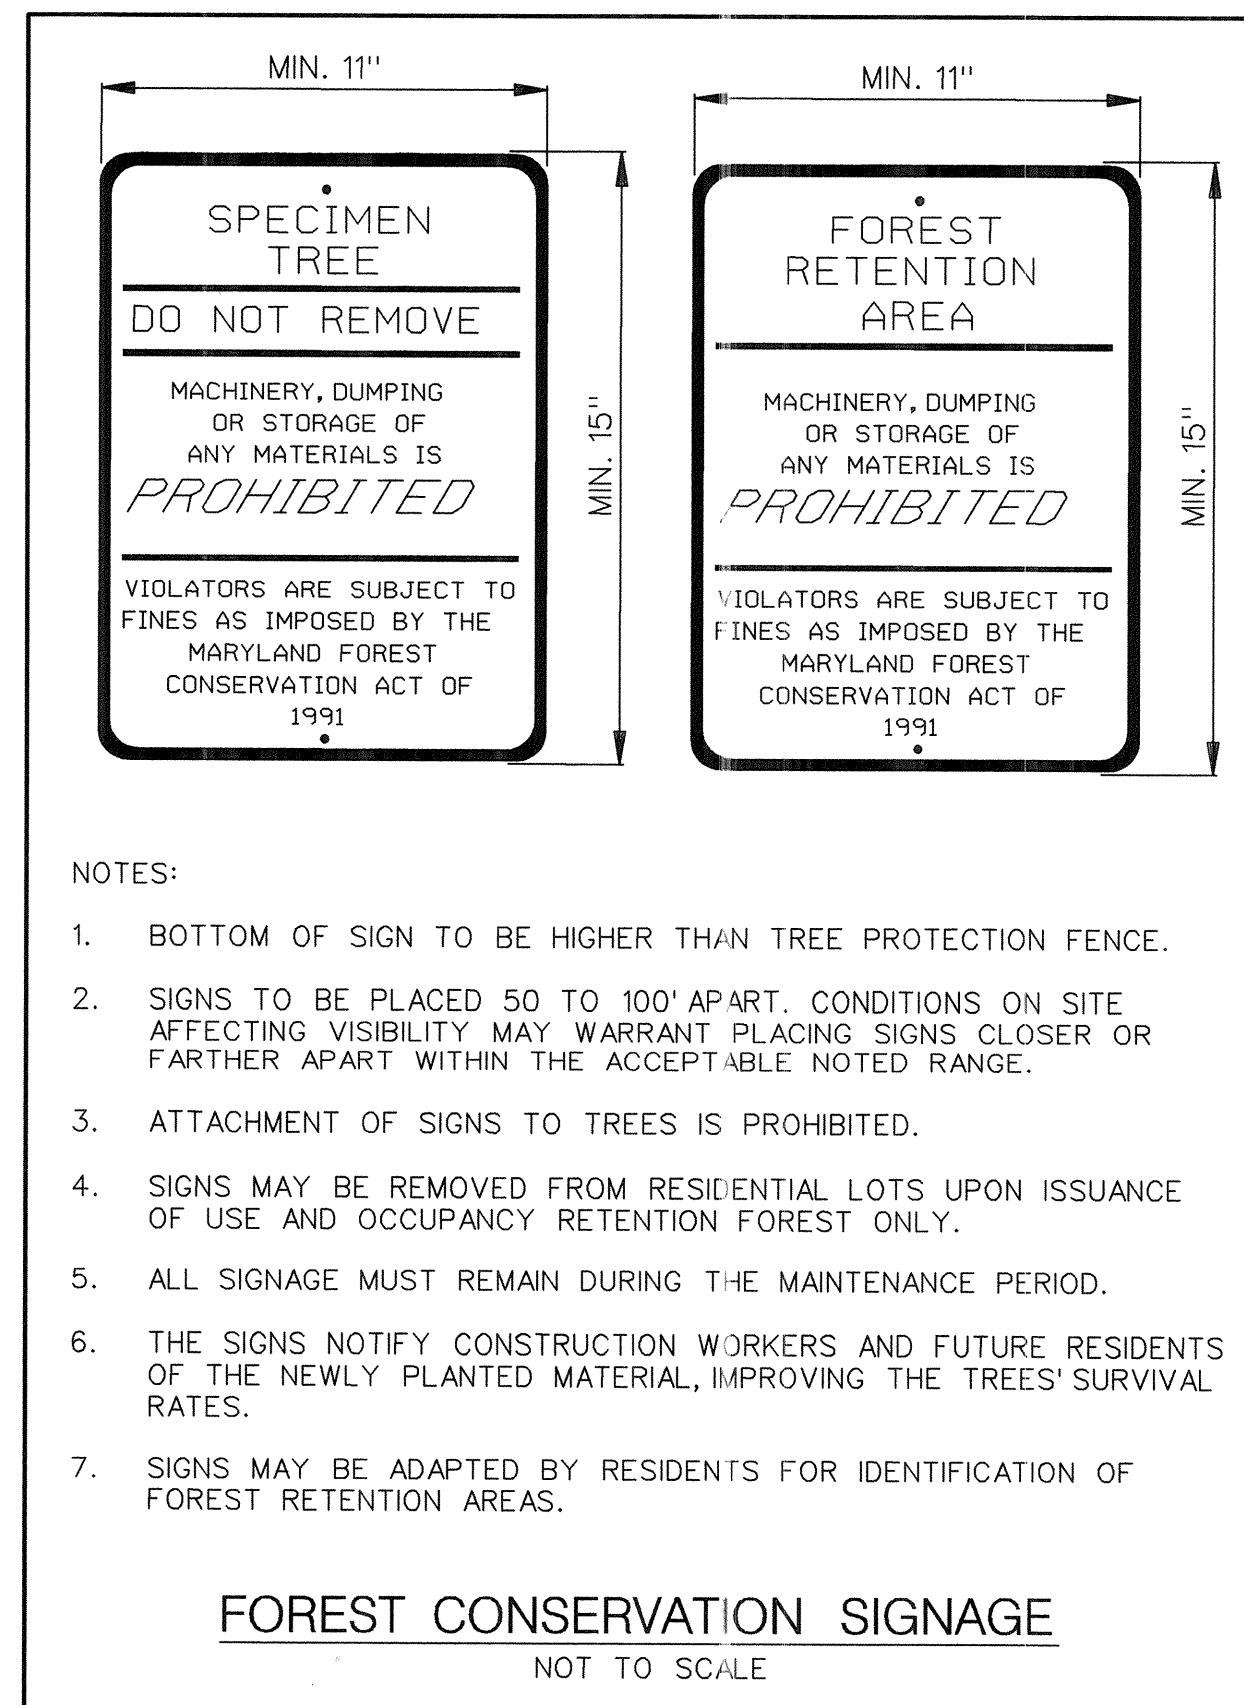 MIN. 11"
SPECIMEN
TREE
DO NOT REMOVE
MACHINERY, DUMPING
OR STORAGE OF
ANY MATERIALS IS
PROHIBITED
VIOLATORS ARE SUBJECT TO
FINES AS IMPOSED BY THE
MARYLAND FOREST
CONSERVATION ACT OF
1991
MIN. 15"
MIN. 11"
FOREST
RETENTION
AREA
MACHINERY, DUMPING
OR STORAGE OF
ANY MATERIALS IS
PROHIBITED
VIOLATORS ARE SUBJECT TO
FINES AS IMPOSED BY THE
MARYLAND FOREST
CONSERVATION ACT OF
1991
MIN. 15"
NOTES:
1. BOTTOM OF SIGN TO BE HIGHER THAN TREE PROTECTION FENCE.
2. SIGNS TO BE PLACED 50 TO 100' APART. CONDITIONS ON SITE
AFFECTING VISIBILITY MAY WARRANT PLACING SIGNS CLOSER OR
FARTHER APART WITHIN THE ACCEPTABLE NOTED RANGE.
3. ATTACHMENT OF SIGNS TO TREES IS PROHIBITED.
4. SIGNS MAY BE REMOVED FROM RESIDENTIAL LOTS UPON ISSUANCE
OF USE AND OCCUPANCY RETENTION FOREST ONLY.
5. ALL SIGNAGE MUST REMAIN DURING THE MAINTENANCE PERIOD.
6. THE SIGNS NOTIFY CONSTRUCTION WORKERS AND FUTURE RESIDENTS
OF THE NEWLY PLANTED MATERIAL, IMPROVING THE TREES' SURVIVAL
RATES.
7. SIGNS MAY BE ADAPTED BY RESIDENTS FOR IDENTIFICATION OF
FOREST RETENTION AREAS.
FOREST CONSERVATION SIGNAGE
NOT TO SCALE